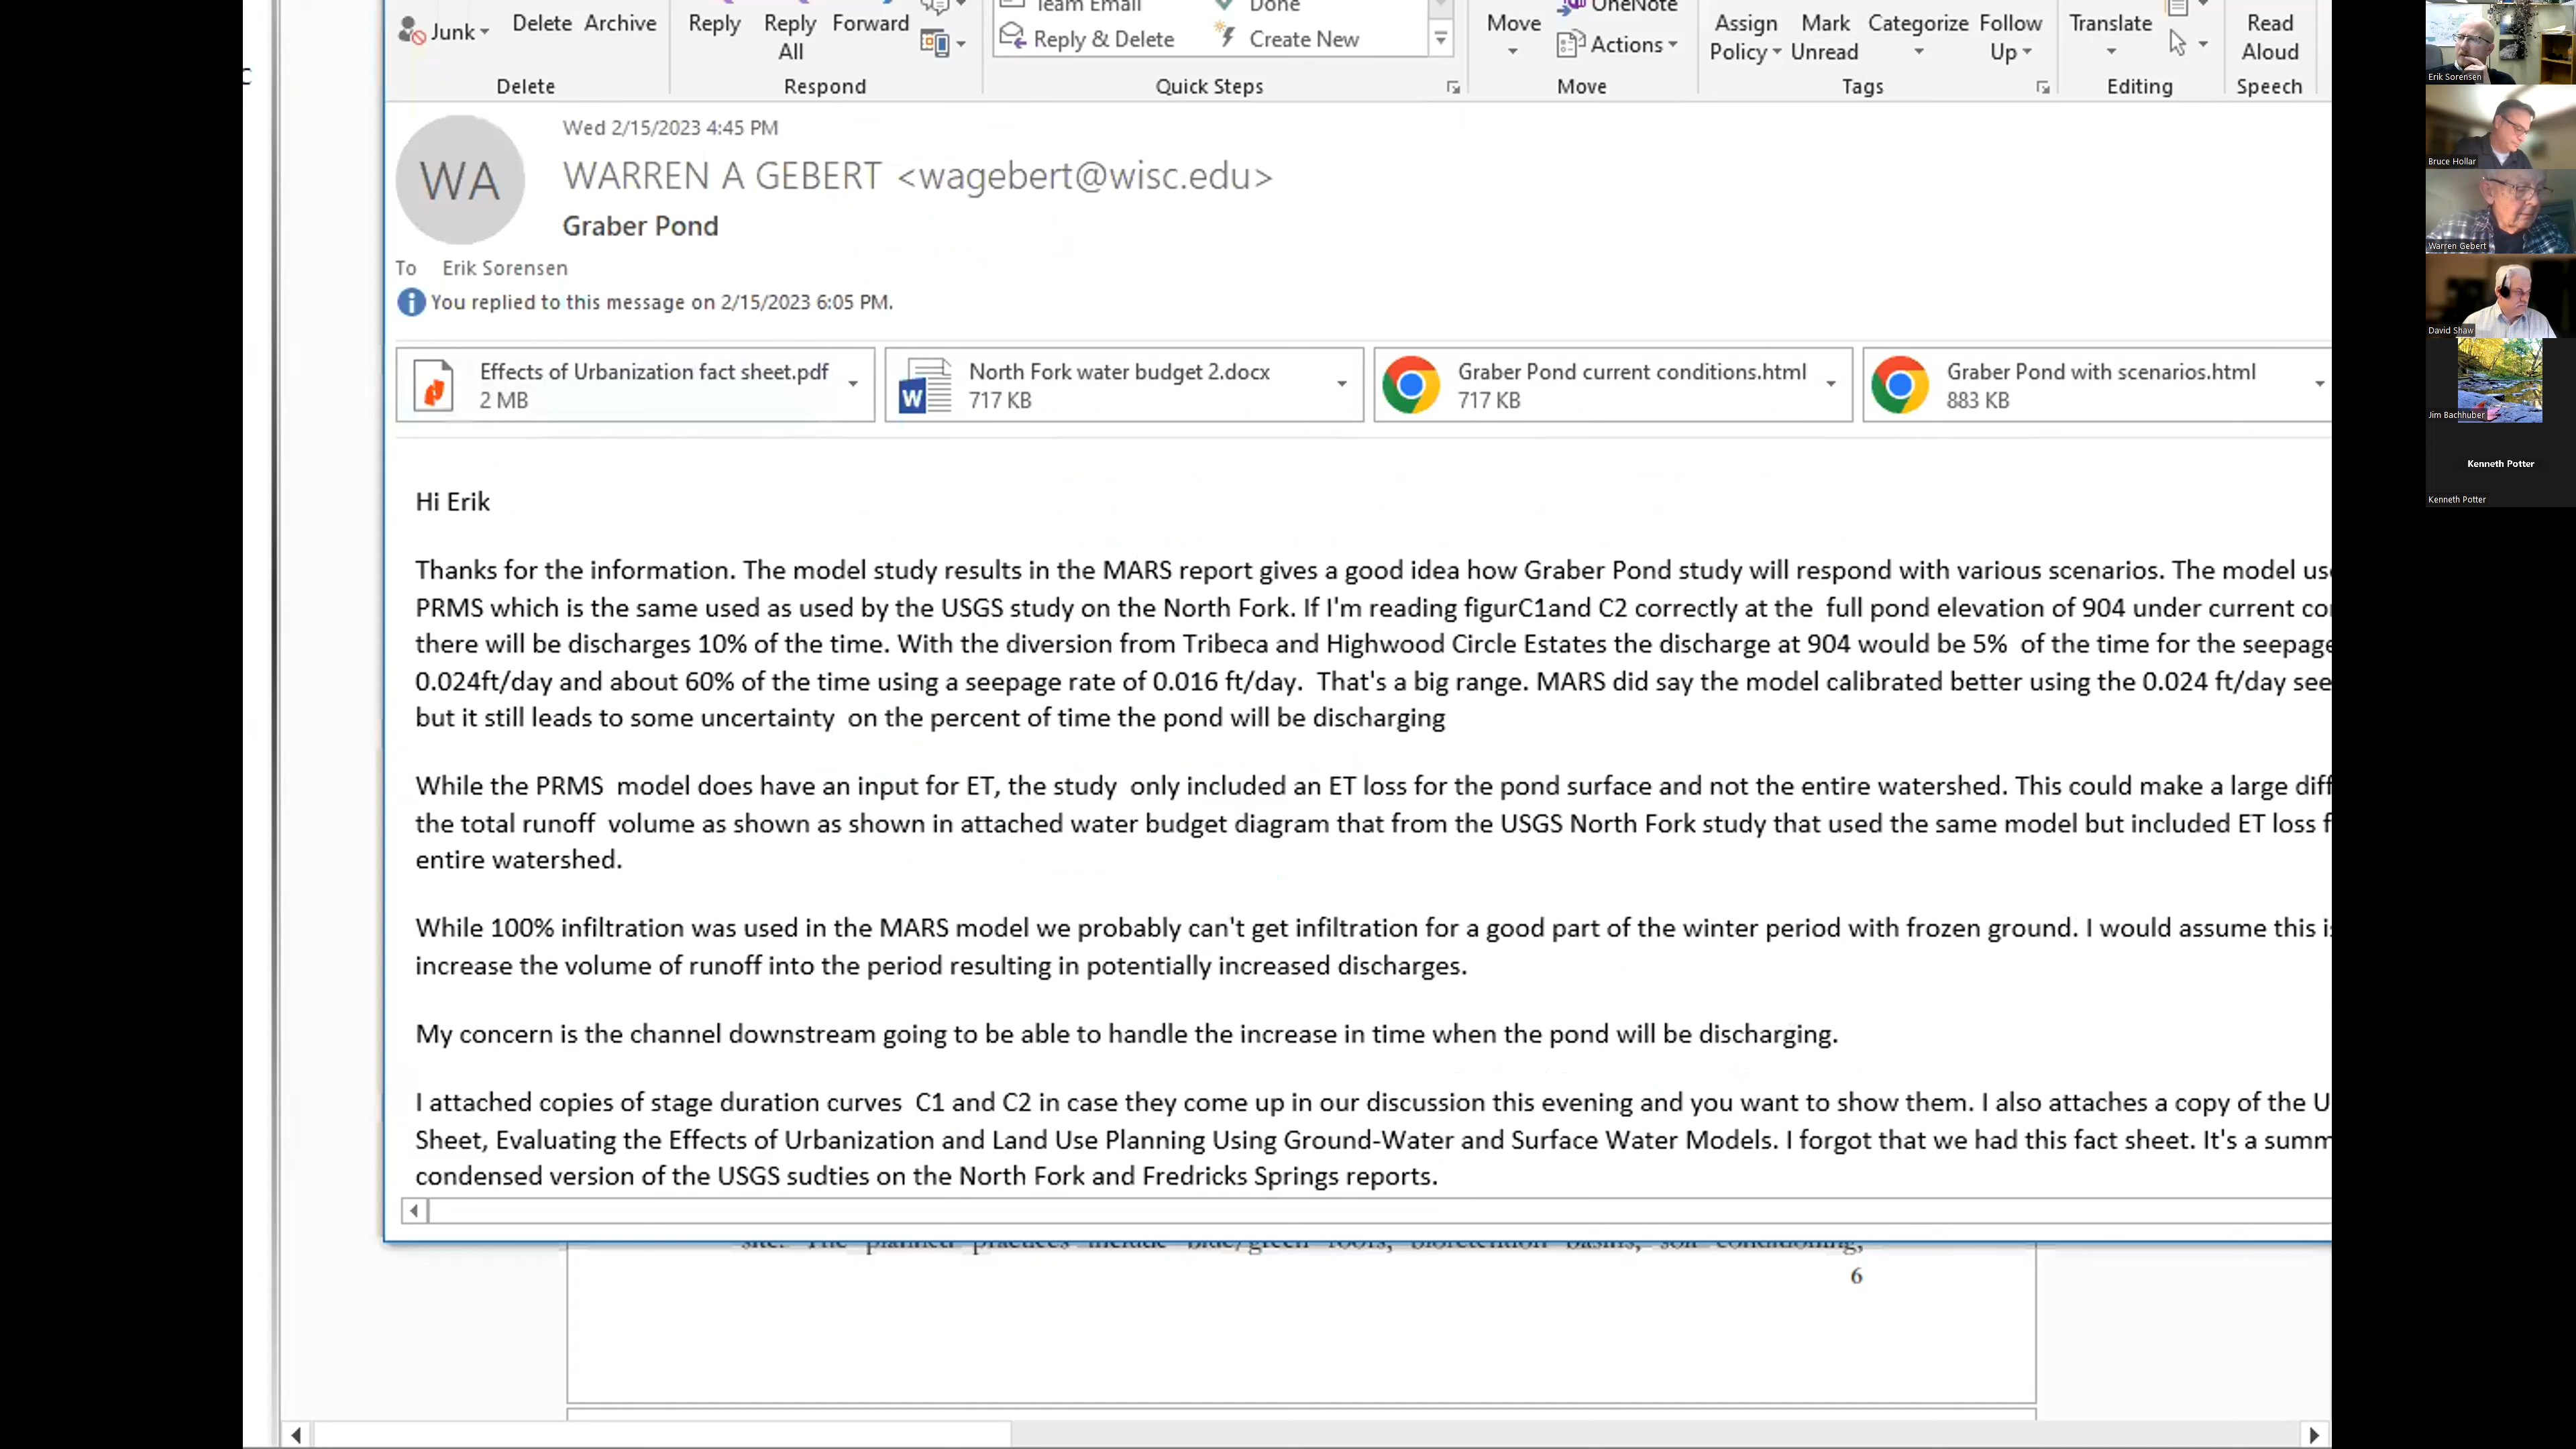 Team Email
Done
OneNote
Junk
Delete
Archive
Reply
Reply All
Forward
Reply & Delete
Create New
Move
Actions
Assign Policy
Mark Unread
Categorize
Follow Up
Translate
Read Aloud
Delete
Respond
Quick Steps
Move
Tags
Editing
Speech
Wed 2/15/2023 4:45 PM
WA
WARREN A GEBERT <wagebert@wisc.edu>
Graber Pond
To Erik Sorensen
You replied to this message on 2/15/2023 6:05 PM.
Effects of Urbanization fact sheet.pdf
2 MB
North Fork water budget 2.docx
717 KB
Graber Pond current conditions.html
717 KB
Graber Pond with scenarios.html
883 KB
Hi Erik
Thanks for the information. The model study results in the MARS report gives a good idea how Graber Pond study will respond with various scenarios. The model
PRMS which is the same used as used by the USGS study on the North Fork. If I'm reading figurC1and C2 correctly at the full pond elevation of 904 under current
there will be discharges 10% of the time. With the diversion from Tribeca and Highwood Circle Estates the discharge at 904 would be 5% of the time for the seepage
0.024ft/day and about 60% of the time using a seepage rate of 0.016 ft/day. That's a big range. MARS did say the model calibrated better using the 0.024 ft/day
but it still leads to some uncertainty on the percent of time the pond will be discharging
While the PRMS model does have an input for ET, the study only included an ET loss for the pond surface and not the entire watershed. This could make a large
the total runoff volume as shown as shown in attached water budget diagram that from the USGS North Fork study that used the same model but included ET loss
entire watershed.
While 100% infiltration was used in the MARS model we probably can't get infiltration for a good part of the winter period with frozen ground. I would assume this
increase the volume of runoff into the period resulting in potentially increased discharges.
My concern is the channel downstream going to be able to handle the increase in time when the pond will be discharging.
I attached copies of stage duration curves C1 and C2 in case they come up in our discussion this evening and you want to show them. I also attaches a copy of the
Sheet, Evaluating the Effects of Urbanization and Land Use Planning Using Ground-Water and Surface Water Models. I forgot that we had this fact sheet. It's a
condensed version of the USGS sudties on the North Fork and Fredricks Springs reports.
site. The planned practices include blue/green roofs, bioretention basins, soil conditioning,
6
Erik Sorensen
Bruce Hollar
Warren Gebert
David Shaw
Jim Bachhuber
Kenneth Potter
Kenneth Potter